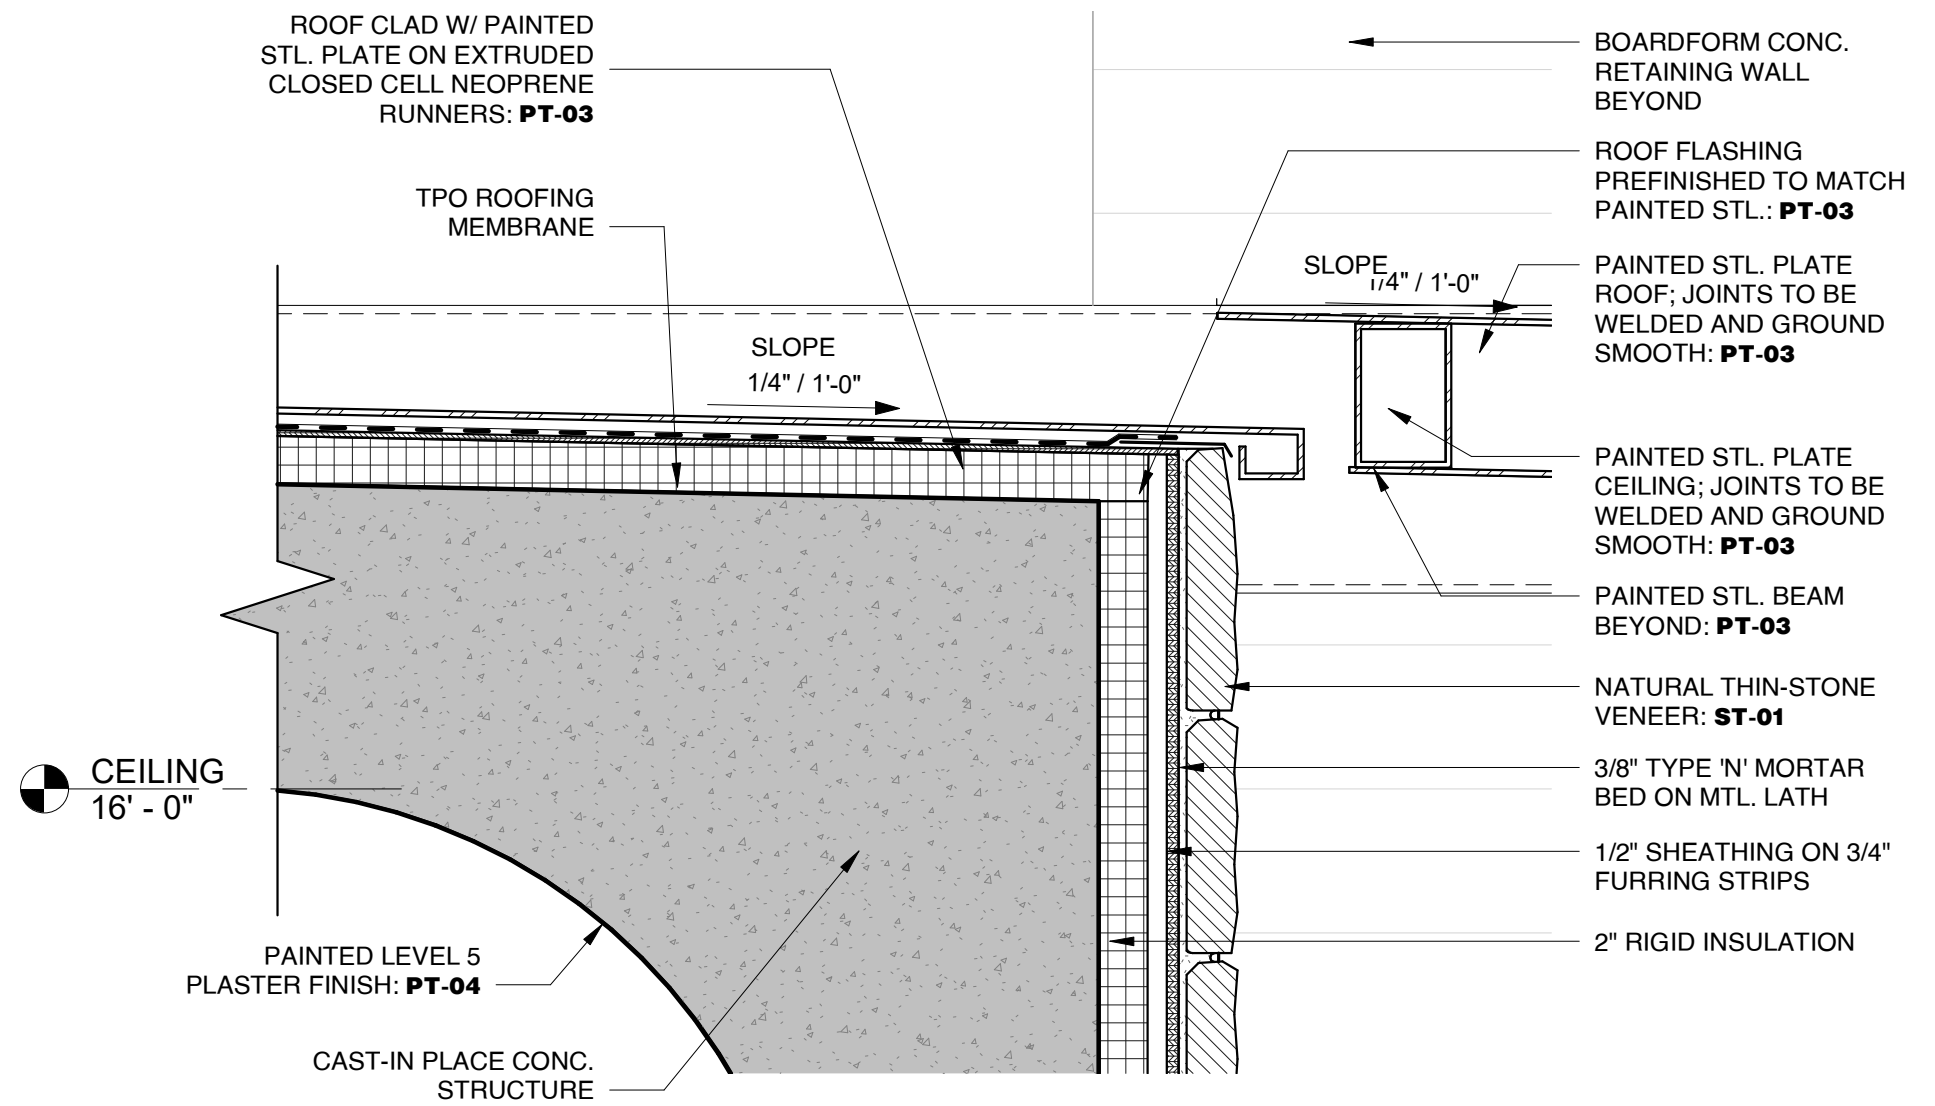 ROOF CLAD W/ PAINTED
STL. PLATE ON EXTRUDED
CLOSED CELL NEOPRENE
RUNNERS: PT-03
TPO ROOFING
MEMBRANE
SLOPE
1/4" / 1'-0"
CEILING
16' - 0"
PAINTED LEVEL 5
PLASTER FINISH: PT-04
CAST-IN PLACE CONC.
STRUCTURE
BOARDFORM CONC.
RETAINING WALL
BEYOND
ROOF FLASHING
PREFINISHED TO MATCH
PAINTED STL.: PT-03
SLOPE
1/4" / 1'-0"
PAINTED STL. PLATE
ROOF; JOINTS TO BE
WELDED AND GROUND
SMOOTH: PT-03
PAINTED STL. PLATE
CEILING; JOINTS TO BE
WELDED AND GROUND
SMOOTH: PT-03
PAINTED STL. BEAM
BEYOND: PT-03
NATURAL THIN-STONE
VENEER: ST-01
3/8" TYPE 'N' MORTAR
BED ON MTL. LATH
1/2" SHEATHING ON 3/4"
FURRING STRIPS
2" RIGID INSULATION